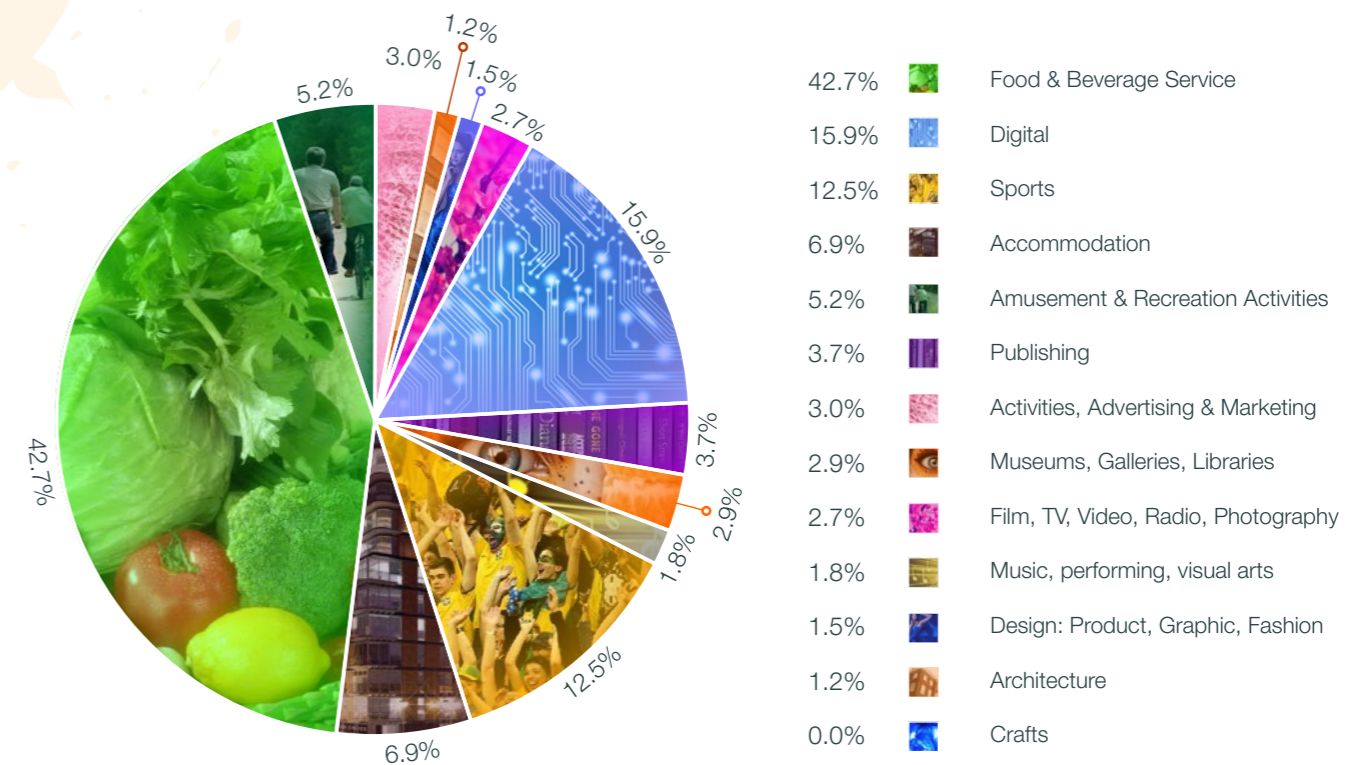 1.2%
3.0%
1.5%
5.2%
2.7%
15.9%
42.7%
3.7%
2.9%
1.8%
12.5%
6.9%
42.7% Food & Beverage Service
15.9% Digital
12.5% Sports
6.9% Accommodation
5.2% Amusement & Recreation Activities
3.7% Publishing
3.0% Activities, Advertising & Marketing
2.9% Museums, Galleries, Libraries
2.7% Film, TV, Video, Radio, Photography
1.8% Music, performing, visual arts
1.5% Design: Product, Graphic, Fashion
1.2% Architecture
0.0% Crafts